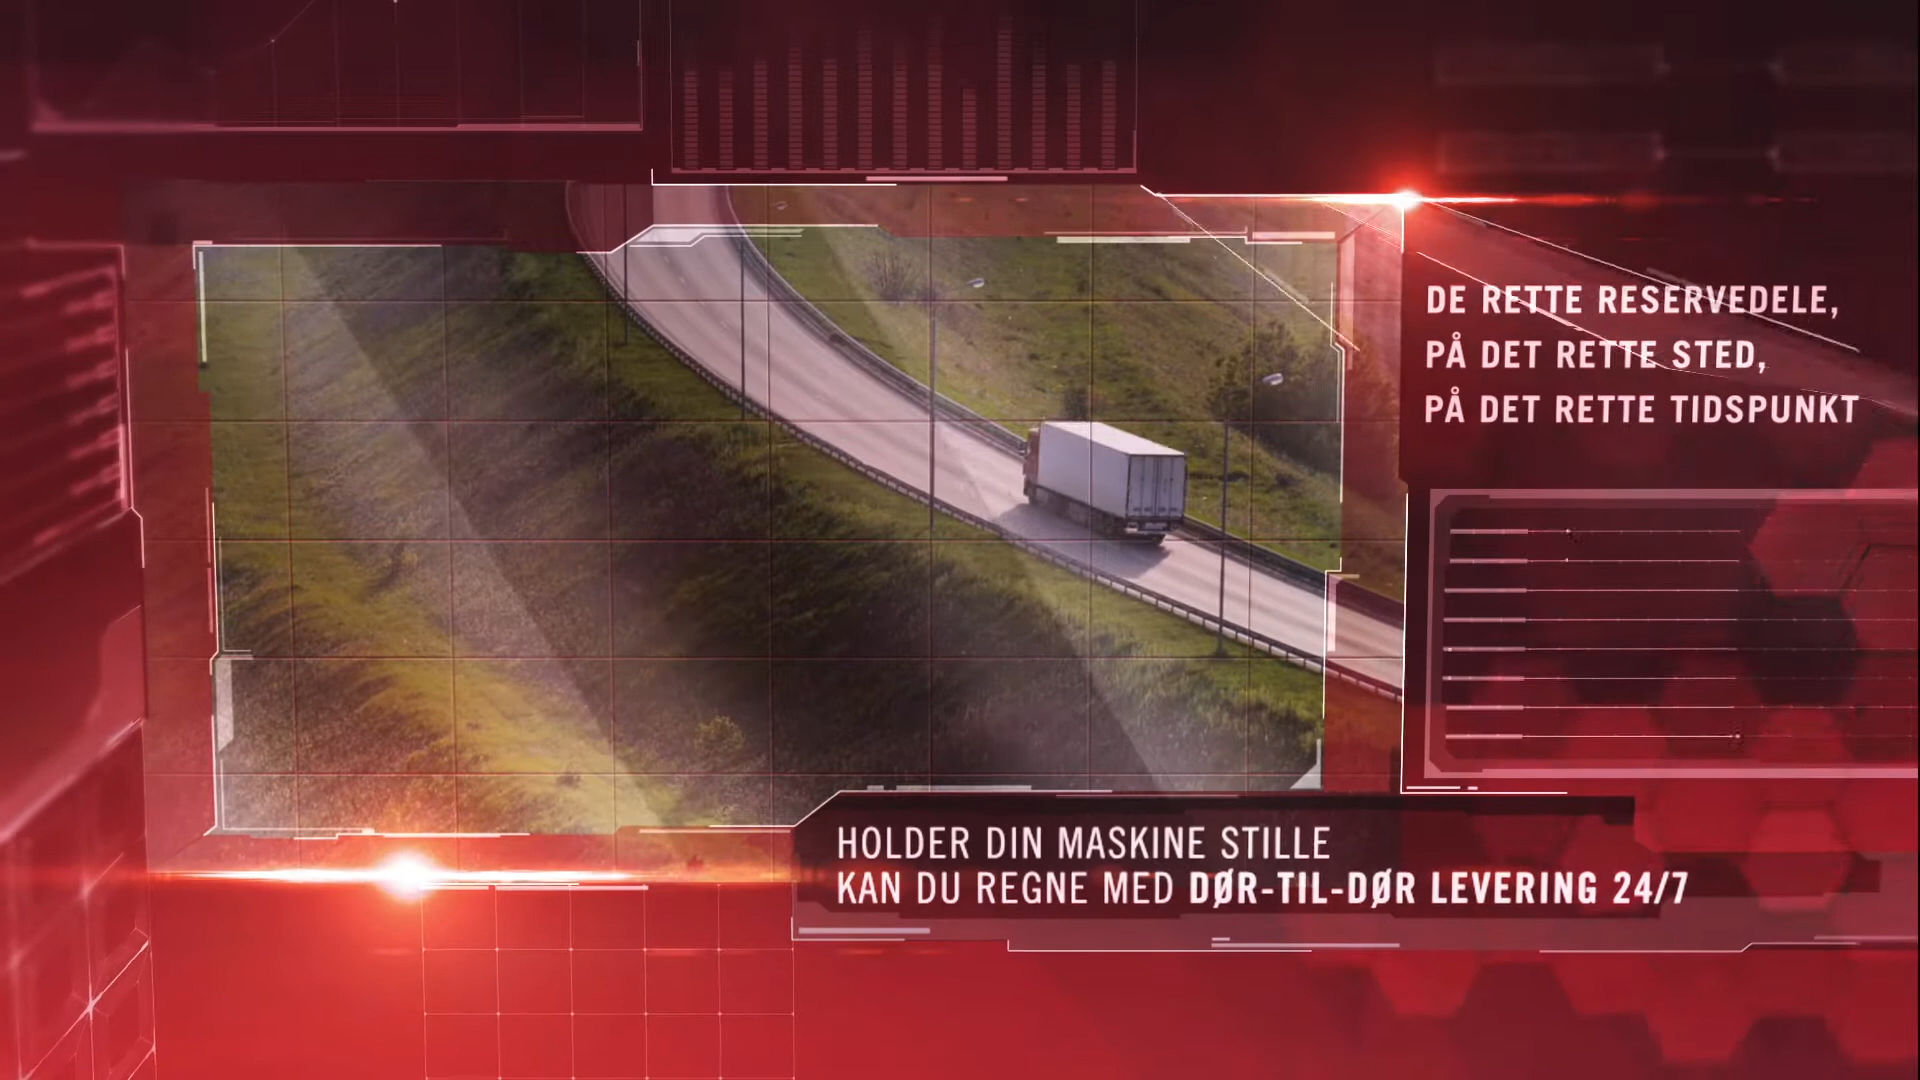 DE RETTE RESERVEDELE,
PÅ DET RETTE STED,
PÅ DET RETTE TIDSPUNKT
HOLDER DIN MASKINE STILLE
KAN DU REGNE MED DØR-TIL-DØR LEVERING 24/7